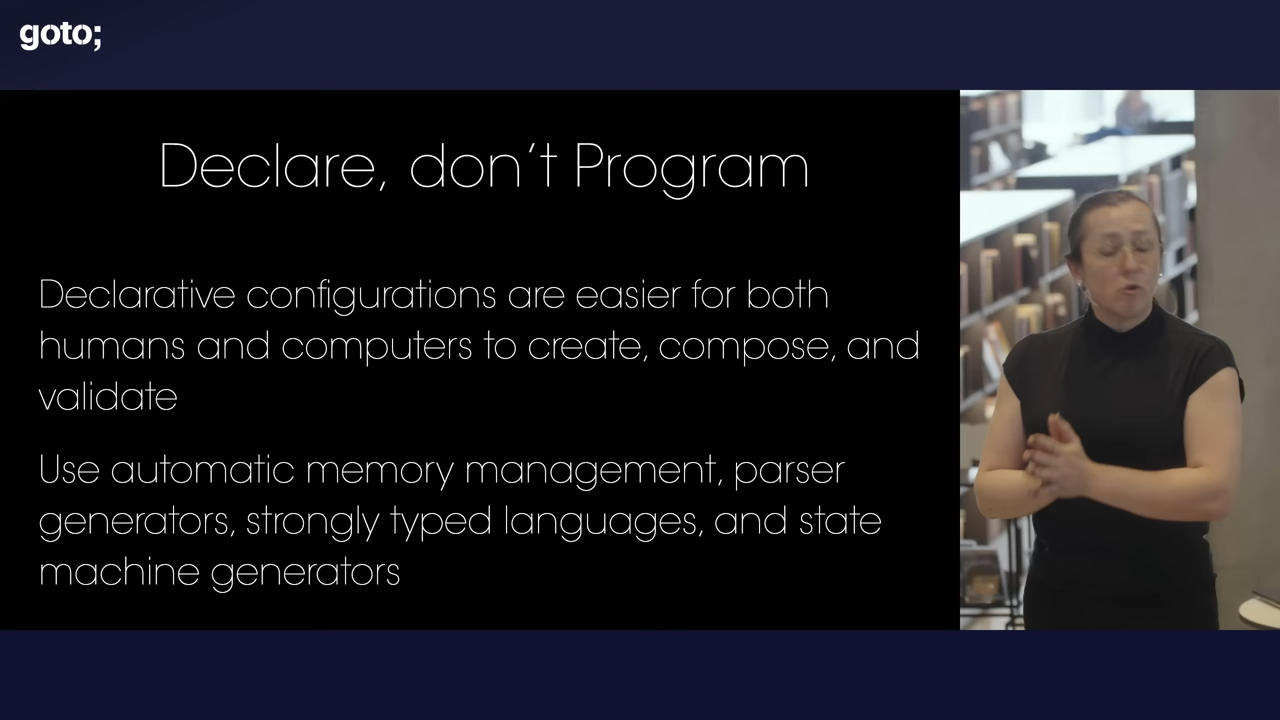 goto;
Declare, don't Program
Declarative configurations are easier for both
humans and computers to create, compose, and
validate
Use automatic memory management, parser
generators, strongly typed languages, and state
machine generators